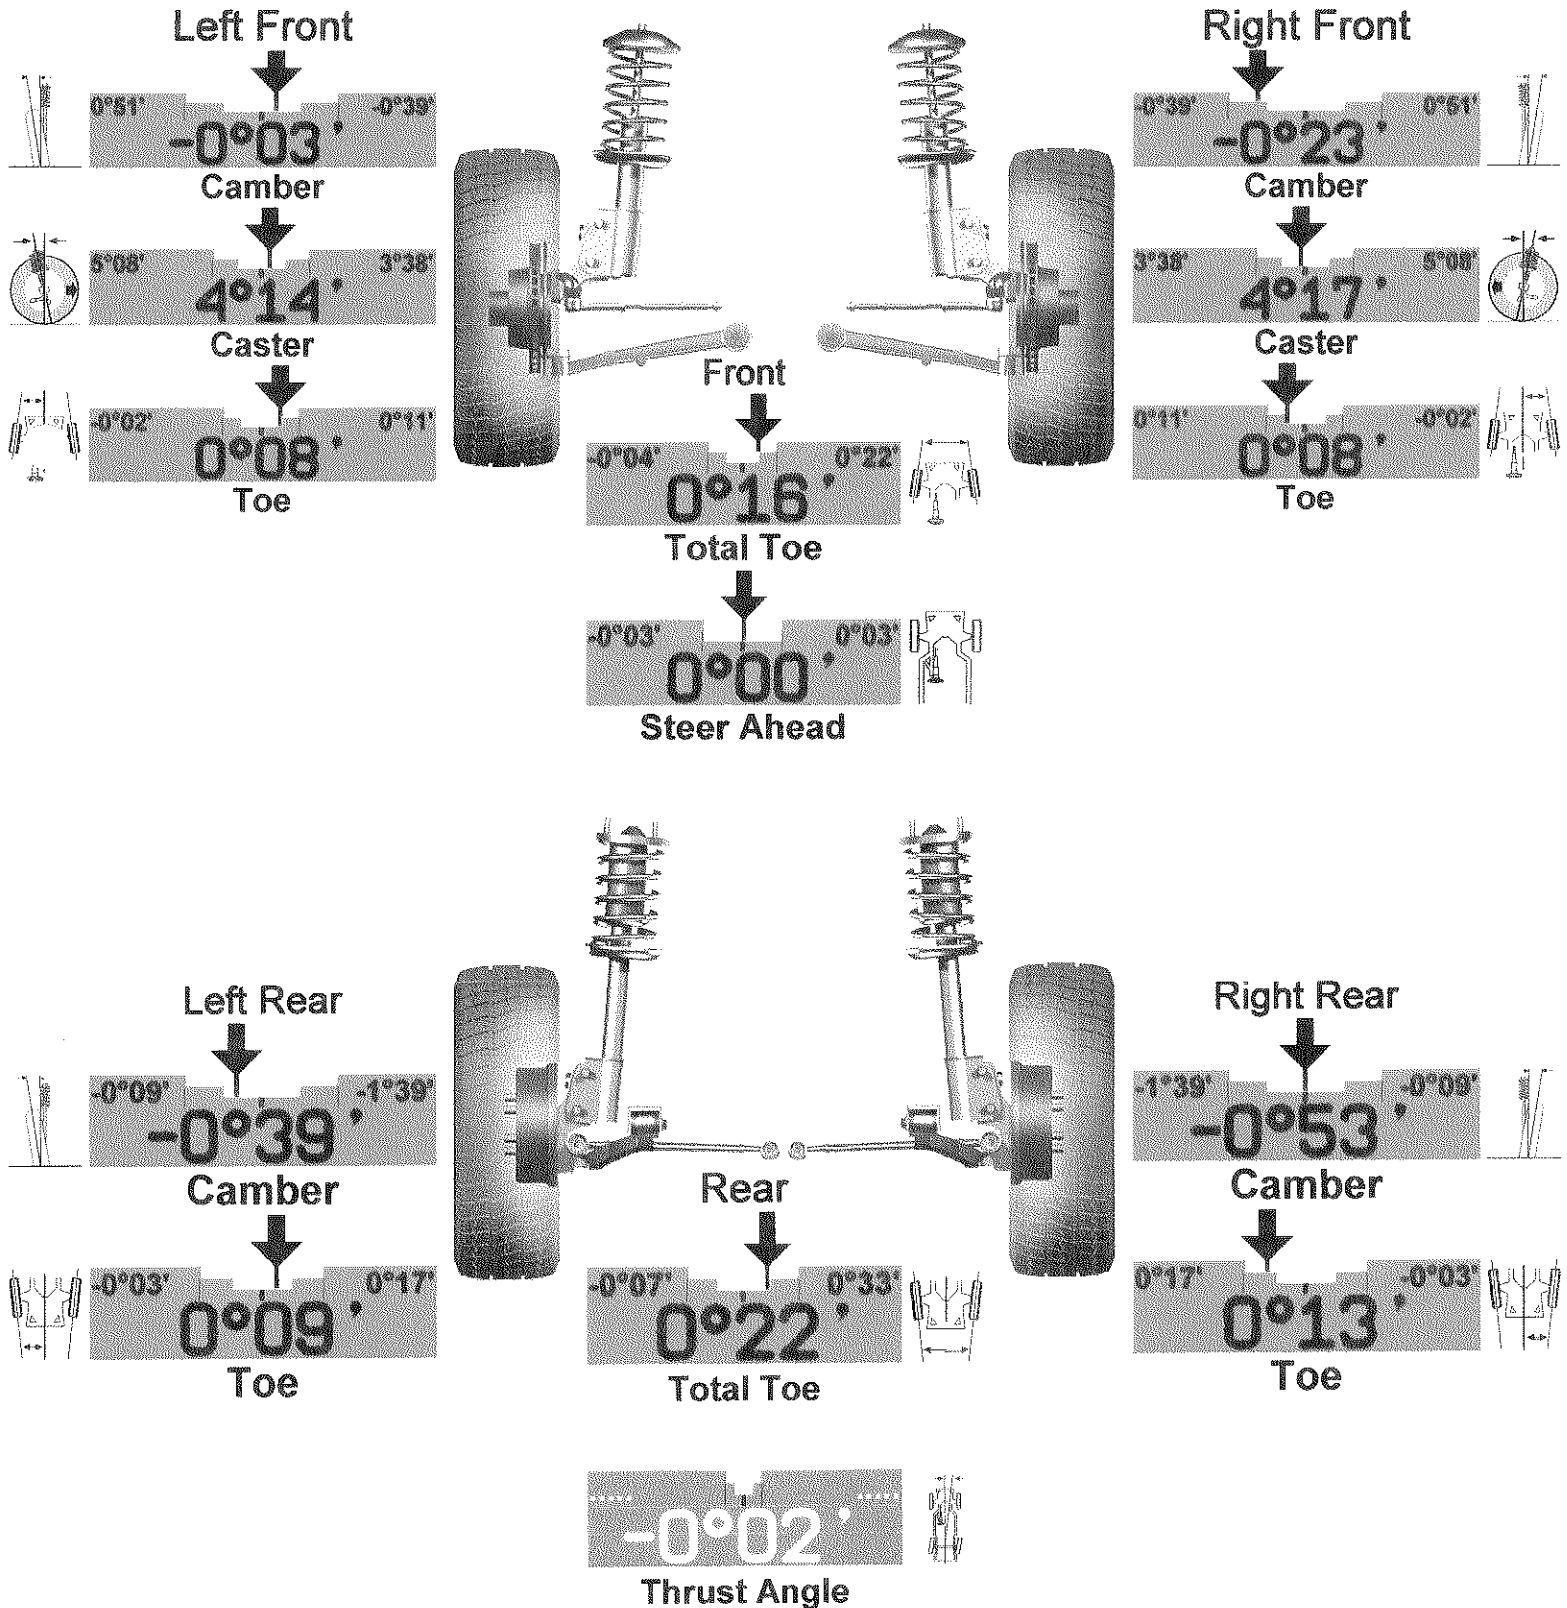 Left Front
0°51' -0°39'
-0°03'
Camber
5°08' 3°38'
4°14'
Caster
-0°02' 0°11'
0°08'
Toe
Right Front
-0°39' 0°51'
-0°23'
Camber
3°38' 5°08'
4°17'
Caster
0°11' -0°02'
0°08'
Toe
Front
-0°04' 0°22'
0°16'
Total Toe
-0°03' 0°03'
0°00'
Steer Ahead
Left Rear
-0°09' -1°39'
-0°39'
Camber
-0°03' 0°17'
0°09'
Toe
Rear
-0°07' 0°33'
0°22'
Total Toe
Right Rear
-1°39' -0°09'
-0°53'
Camber
0°17' -0°03'
0°13'
Toe
-0°02'
Thrust Angle